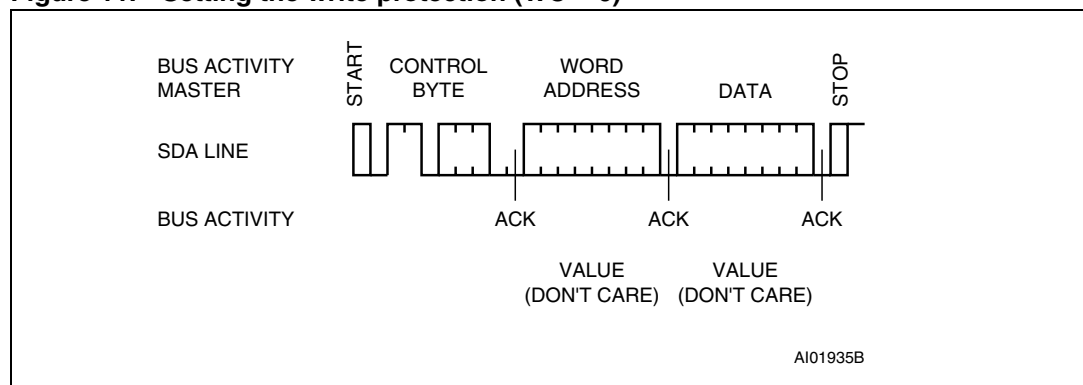 BUS ACTIVITY
MASTER
START
CONTROL
BYTE
WORD
ADDRESS
DATA
STOP
SDA LINE
BUS ACTIVITY
ACK
ACK
ACK
VALUE
(DON'T CARE)
VALUE
(DON'T CARE)
AI01935B